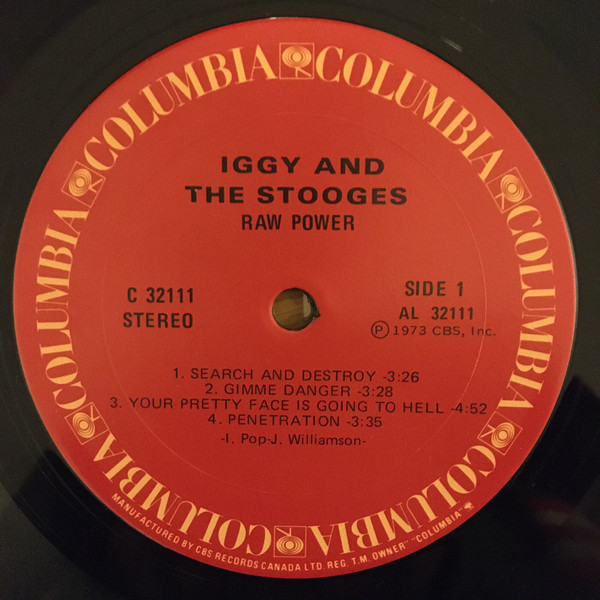 COLUMBIA COLUMBIA COLUMBIA COLUMBIA COLUMBIA COLUMBIA COLUMBIA COLUMBIA
IGGY AND
THE STOOGES
RAW POWER
C 32111
STEREO
SIDE 1
AL 32111
Ⓟ 1973 CBS, Inc.
1. SEARCH AND DESTROY -3:26
2. GIMME DANGER -3:28
3. YOUR PRETTY FACE IS GOING TO HELL -4:52
4. PENETRATION -3:35
-I. Pop-J. Williamson-
MANUFACTURED BY CBS RECORDS CANADA LTD. REG. T.M. OWNER" "COLUMBIA"